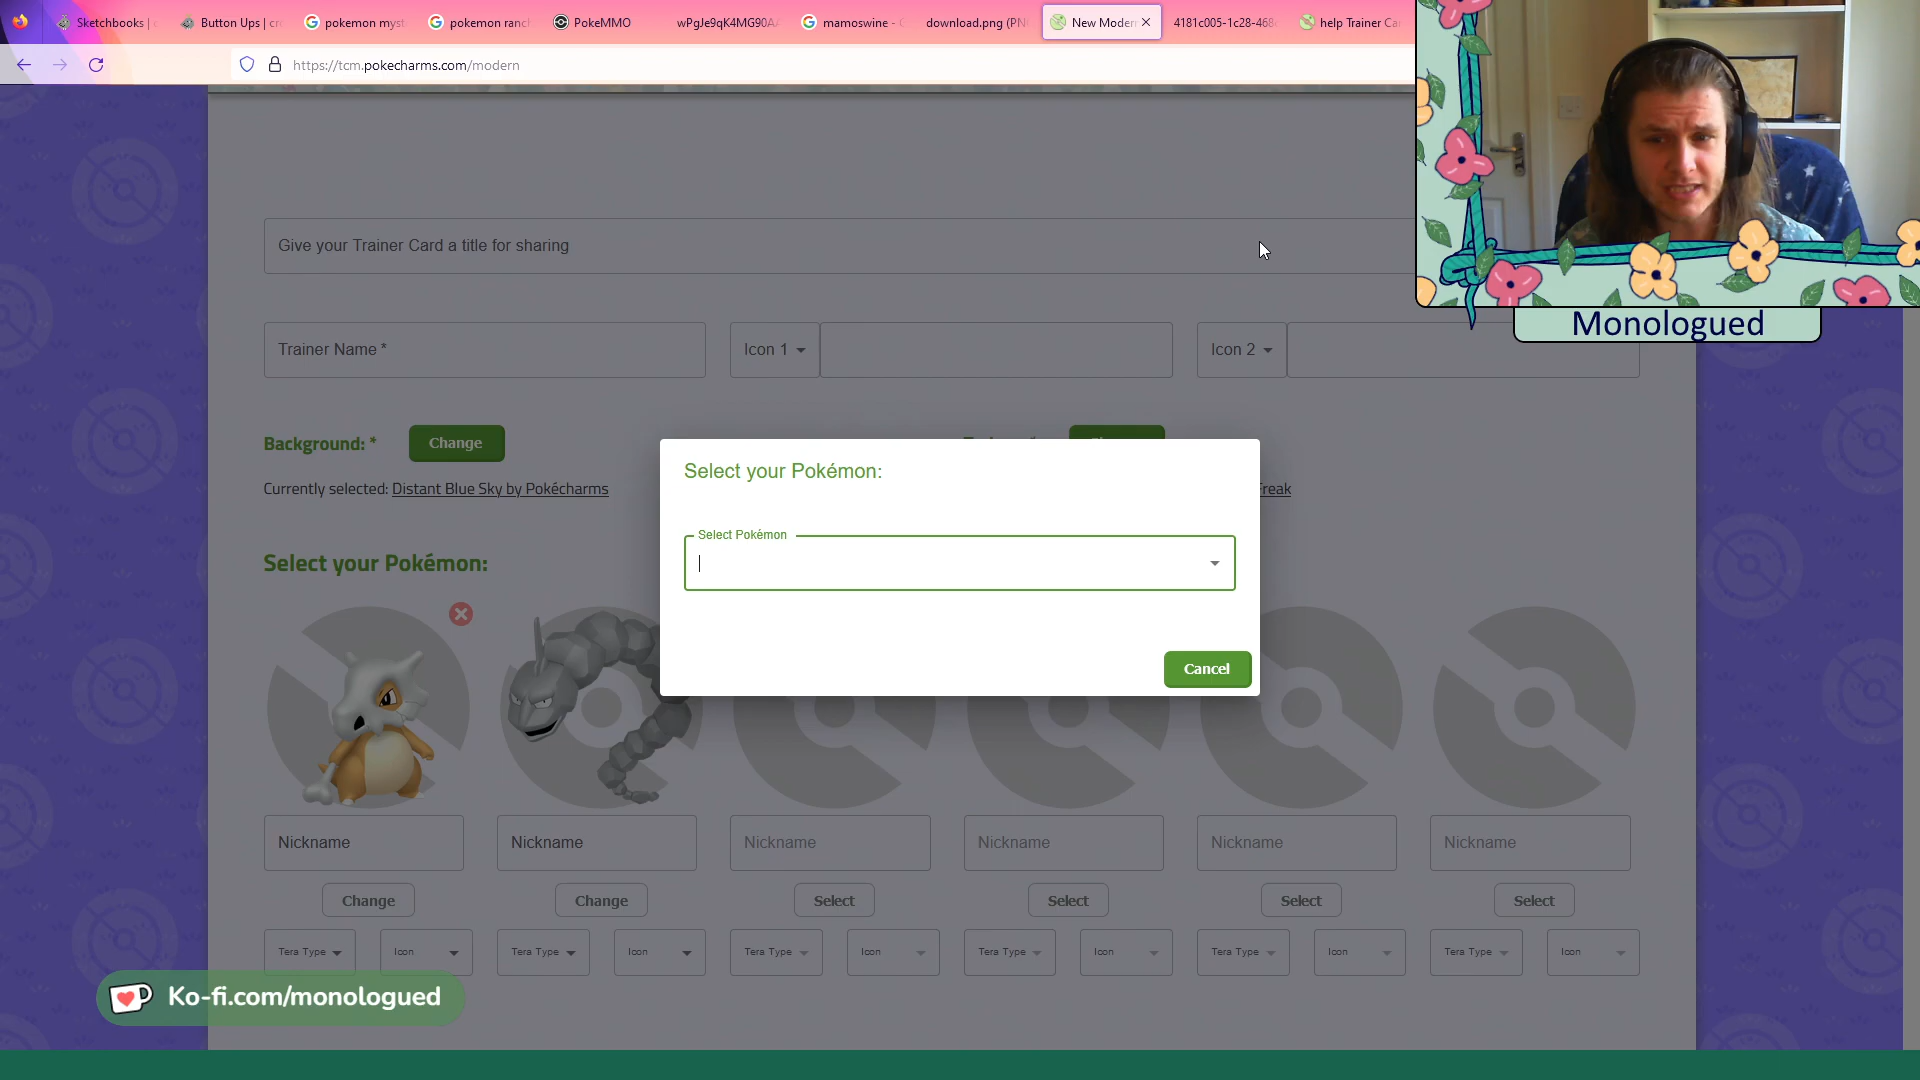 Sketchbooks |
Button Ups | cr
pokemon myst
pokemon ranc
PokeMMO
wPgJe9qK4MG90AA
mamoswine -
download.png (PN
New Modern
4181c005-1c28-468
help Trainer Ca
https://tcm.pokecharms.com/modern
Monologued
Give your Trainer Card a title for sharing
Trainer Name *
Icon 1
Icon 2
Background: *
Change
Currently selected: Distant Blue Sky by Pokécharms
Freak
Select your Pokémon:
Select Pokémon
Cancel
Select your Pokémon:
Nickname
Nickname
Nickname
Nickname
Nickname
Nickname
Change
Change
Select
Select
Select
Select
Tera Type
Icon
Tera Type
Icon
Tera Type
Icon
Tera Type
Icon
Tera Type
Icon
Tera Type
Icon
Ko-fi.com/monologued